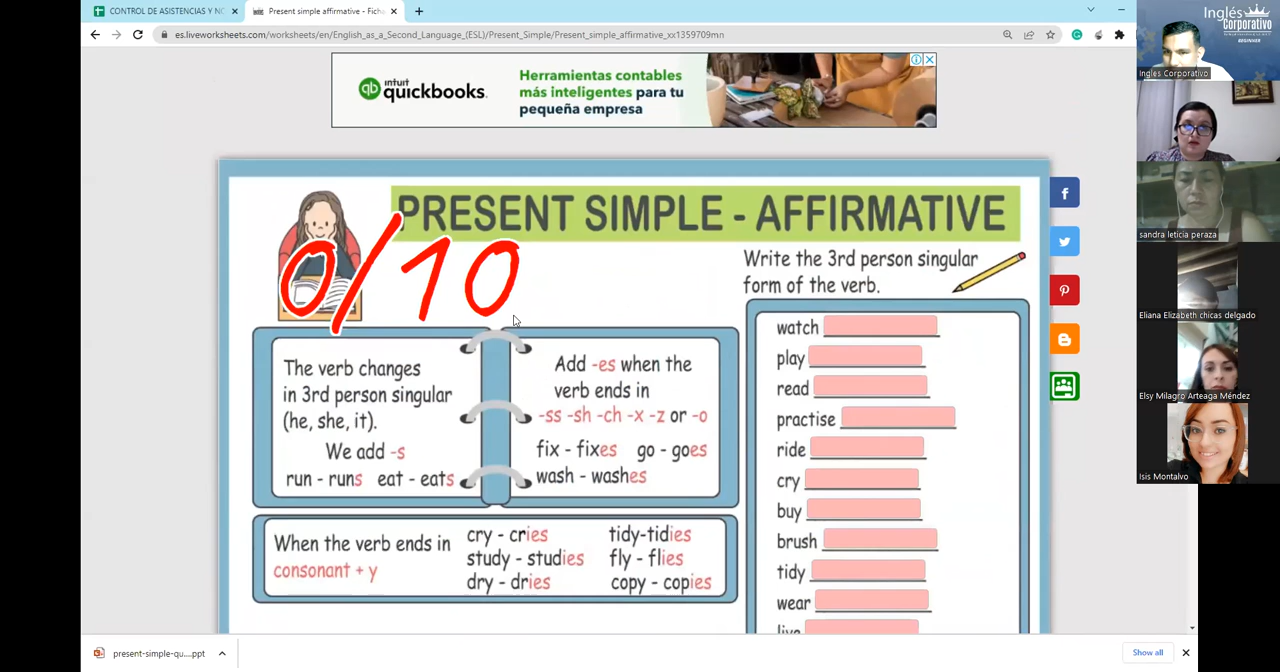 CONTROL DE ASISTENCIAS Y NO
Present simple affirmative - Ficha
es.liveworksheets.com/worksheets/en/English_as_a_Second_Language_(ESL)/Present_Simple/Present_simple_affirmative_xx1359709mn
intuit quickbooks.
Herramientas contables
más inteligentes para tu
pequeña empresa
PRESENT SIMPLE - AFFIRMATIVE
0/10
Write the 3rd person singular
form of the verb.
The verb changes
in 3rd person singular
(he, she, it).
We add -s
run - runs eat - eats
Add -es when the
verb ends in
-ss -sh -ch -x -z or -o
fix - fixes go - goes
wash - washes
When the verb ends in
consonant + y
cry - cries tidy-tidies
study - studies fly - flies
dry - dries copy - copies
watch
play
read
practise
ride
cry
buy
brush
tidy
wear
live
Inglés
Corporativo
BEGINNER
Inglés Corporativo
sandra leticia peraza
Eliana Elizabeth chicas delgado
Elsy Milagro Arteaga Méndez
Isis Montalvo
present-simple-qu....ppt
Show all